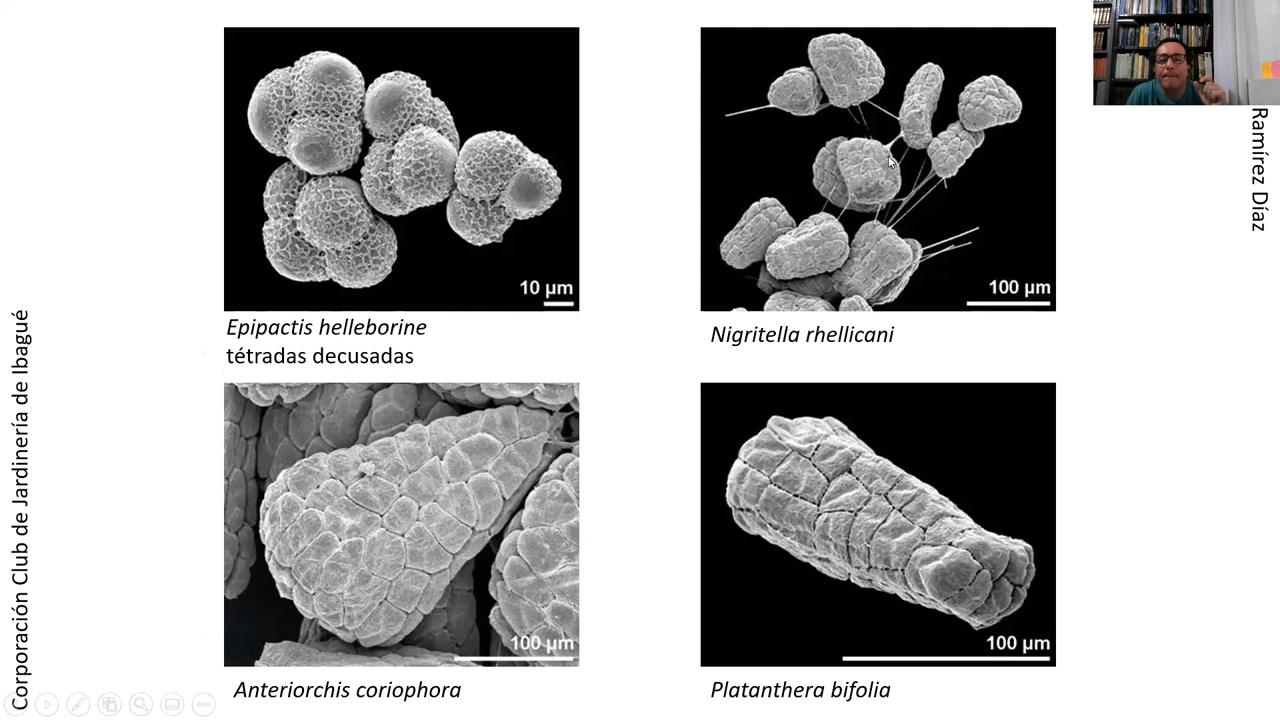 10 µm
100 µm
Epipactis helleborine
tétradas decusadas
Nigritella rhellicani
100 µm
100 µm
Anteriorchis coriophora
Platanthera bifolia
Corporación Club de Jardinería de Ibagué
Ramírez Díaz